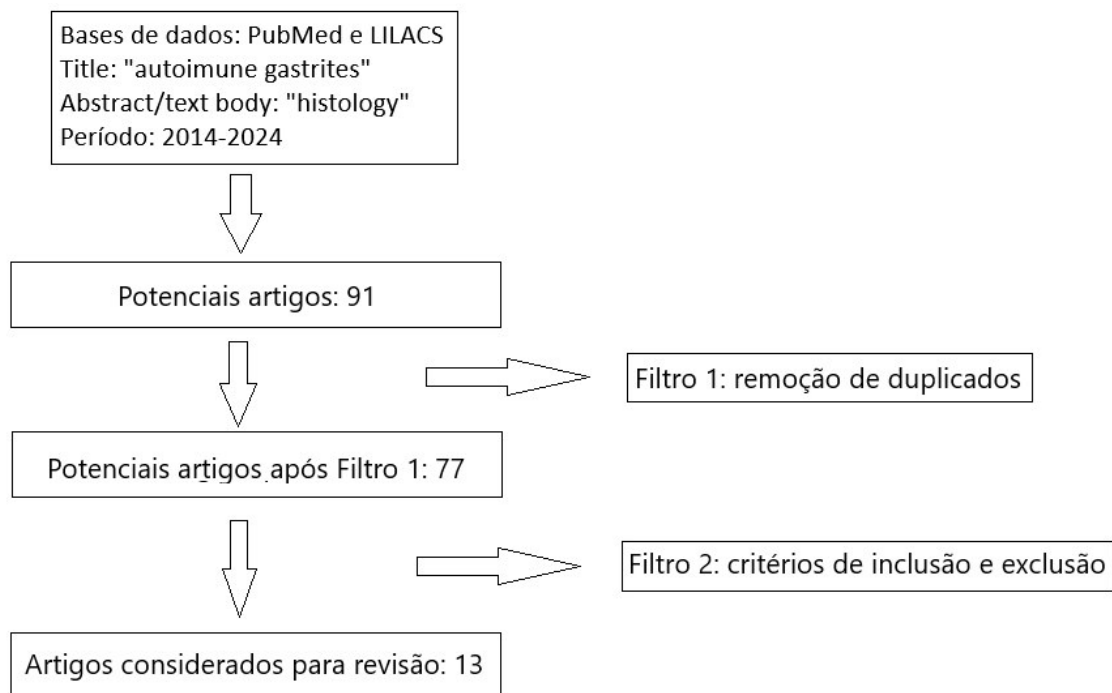 Bases de dados: PubMed e LILACS
Title: "autoimune gastrites"
Abstract/text body: "histology"
Período: 2014-2024
Potenciais artigos: 91
Filtro 1: remoção de duplicados
Potenciais artigos após Filtro 1: 77
Filtro 2: critérios de inclusão e exclusão
Artigos considerados para revisão: 13